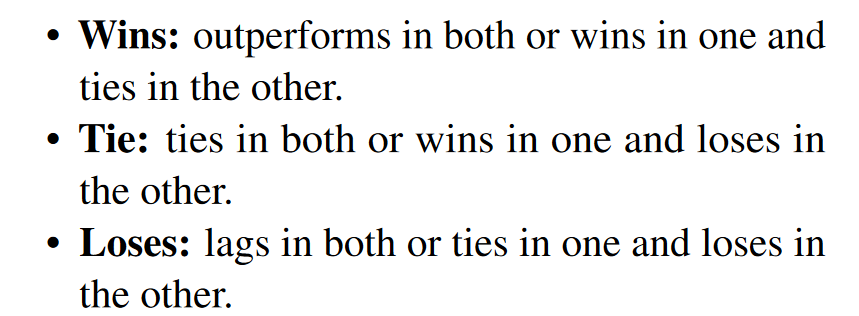 • Wins: outperforms in both or wins in one and
ties in the other.
• Tie: ties in both or wins in one and loses in
the other.
• Loses: lags in both or ties in one and loses in
the other.